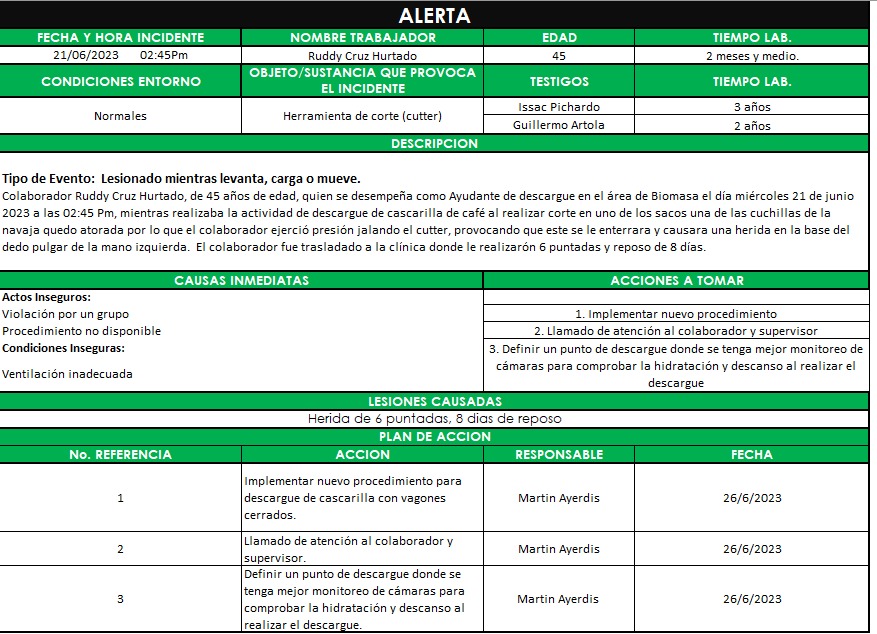 ALERTA
FECHA Y HORA INCIDENTE NOMBRE TRABAJADOR EDAD TIEMPO LAB.
21/06/2023 02:45Pm Ruddy Cruz Hurtado 45 2 meses y medio.
CONDICIONES ENTORNO OBJETO/SUSTANCIA QUE PROVOCA EL INCIDENTE TESTIGOS TIEMPO LAB.
Normales Herramienta de corte (cutter) Issac Pichardo 3 años
Guillermo Artola 2 años
DESCRIPCION
Tipo de Evento: Lesionado mientras levanta, carga o mueve.
Colaborador Ruddy Cruz Hurtado, de 45 años de edad, quien se desempeña como Ayudante de descargue en el área de Biomasa el día miércoles 21 de junio
2023 a las 02:45 Pm, mientras realizaba la actividad de descargue de cascarilla de café al realizar corte en uno de los sacos una de las cuchillas de la
navaja quedo atorada por lo que el colaborador ejerció presión jalando el cutter, provocando que este se le enterrara y causara una herida en la base del
dedo pulgar de la mano izquierda. El colaborador fue trasladado a la clínica donde le realizarón 6 puntadas y reposo de 8 días.
CAUSAS INMEDIATAS ACCIONES A TOMAR
Actos Inseguros:
Violación por un grupo 1. Implementar nuevo procedimiento
Procedimiento no disponible 2. Llamado de atención al colaborador y supervisor
Condiciones Inseguras: 3. Definir un punto de descargue donde se tenga mejor monitoreo de
cámaras para comprobar la hidratación y descanso al realizar el
Ventilación inadecuada descargue
LESIONES CAUSADAS
Herida de 6 puntadas, 8 dias de reposo
PLAN DE ACCION
No. REFERENCIA ACCION RESPONSABLE FECHA
1 Implementar nuevo procedimiento para
descargue de cascarilla con vagones Martin Ayerdis 26/6/2023
cerrados.
2 Llamado de atención al colaborador y Martin Ayerdis 26/6/2023
supervisor.
3 Definir un punto de descargue donde se
tenga mejor monitoreo de cámaras para Martin Ayerdis 26/6/2023
comprobar la hidratación y descanso al
realizar el descargue.